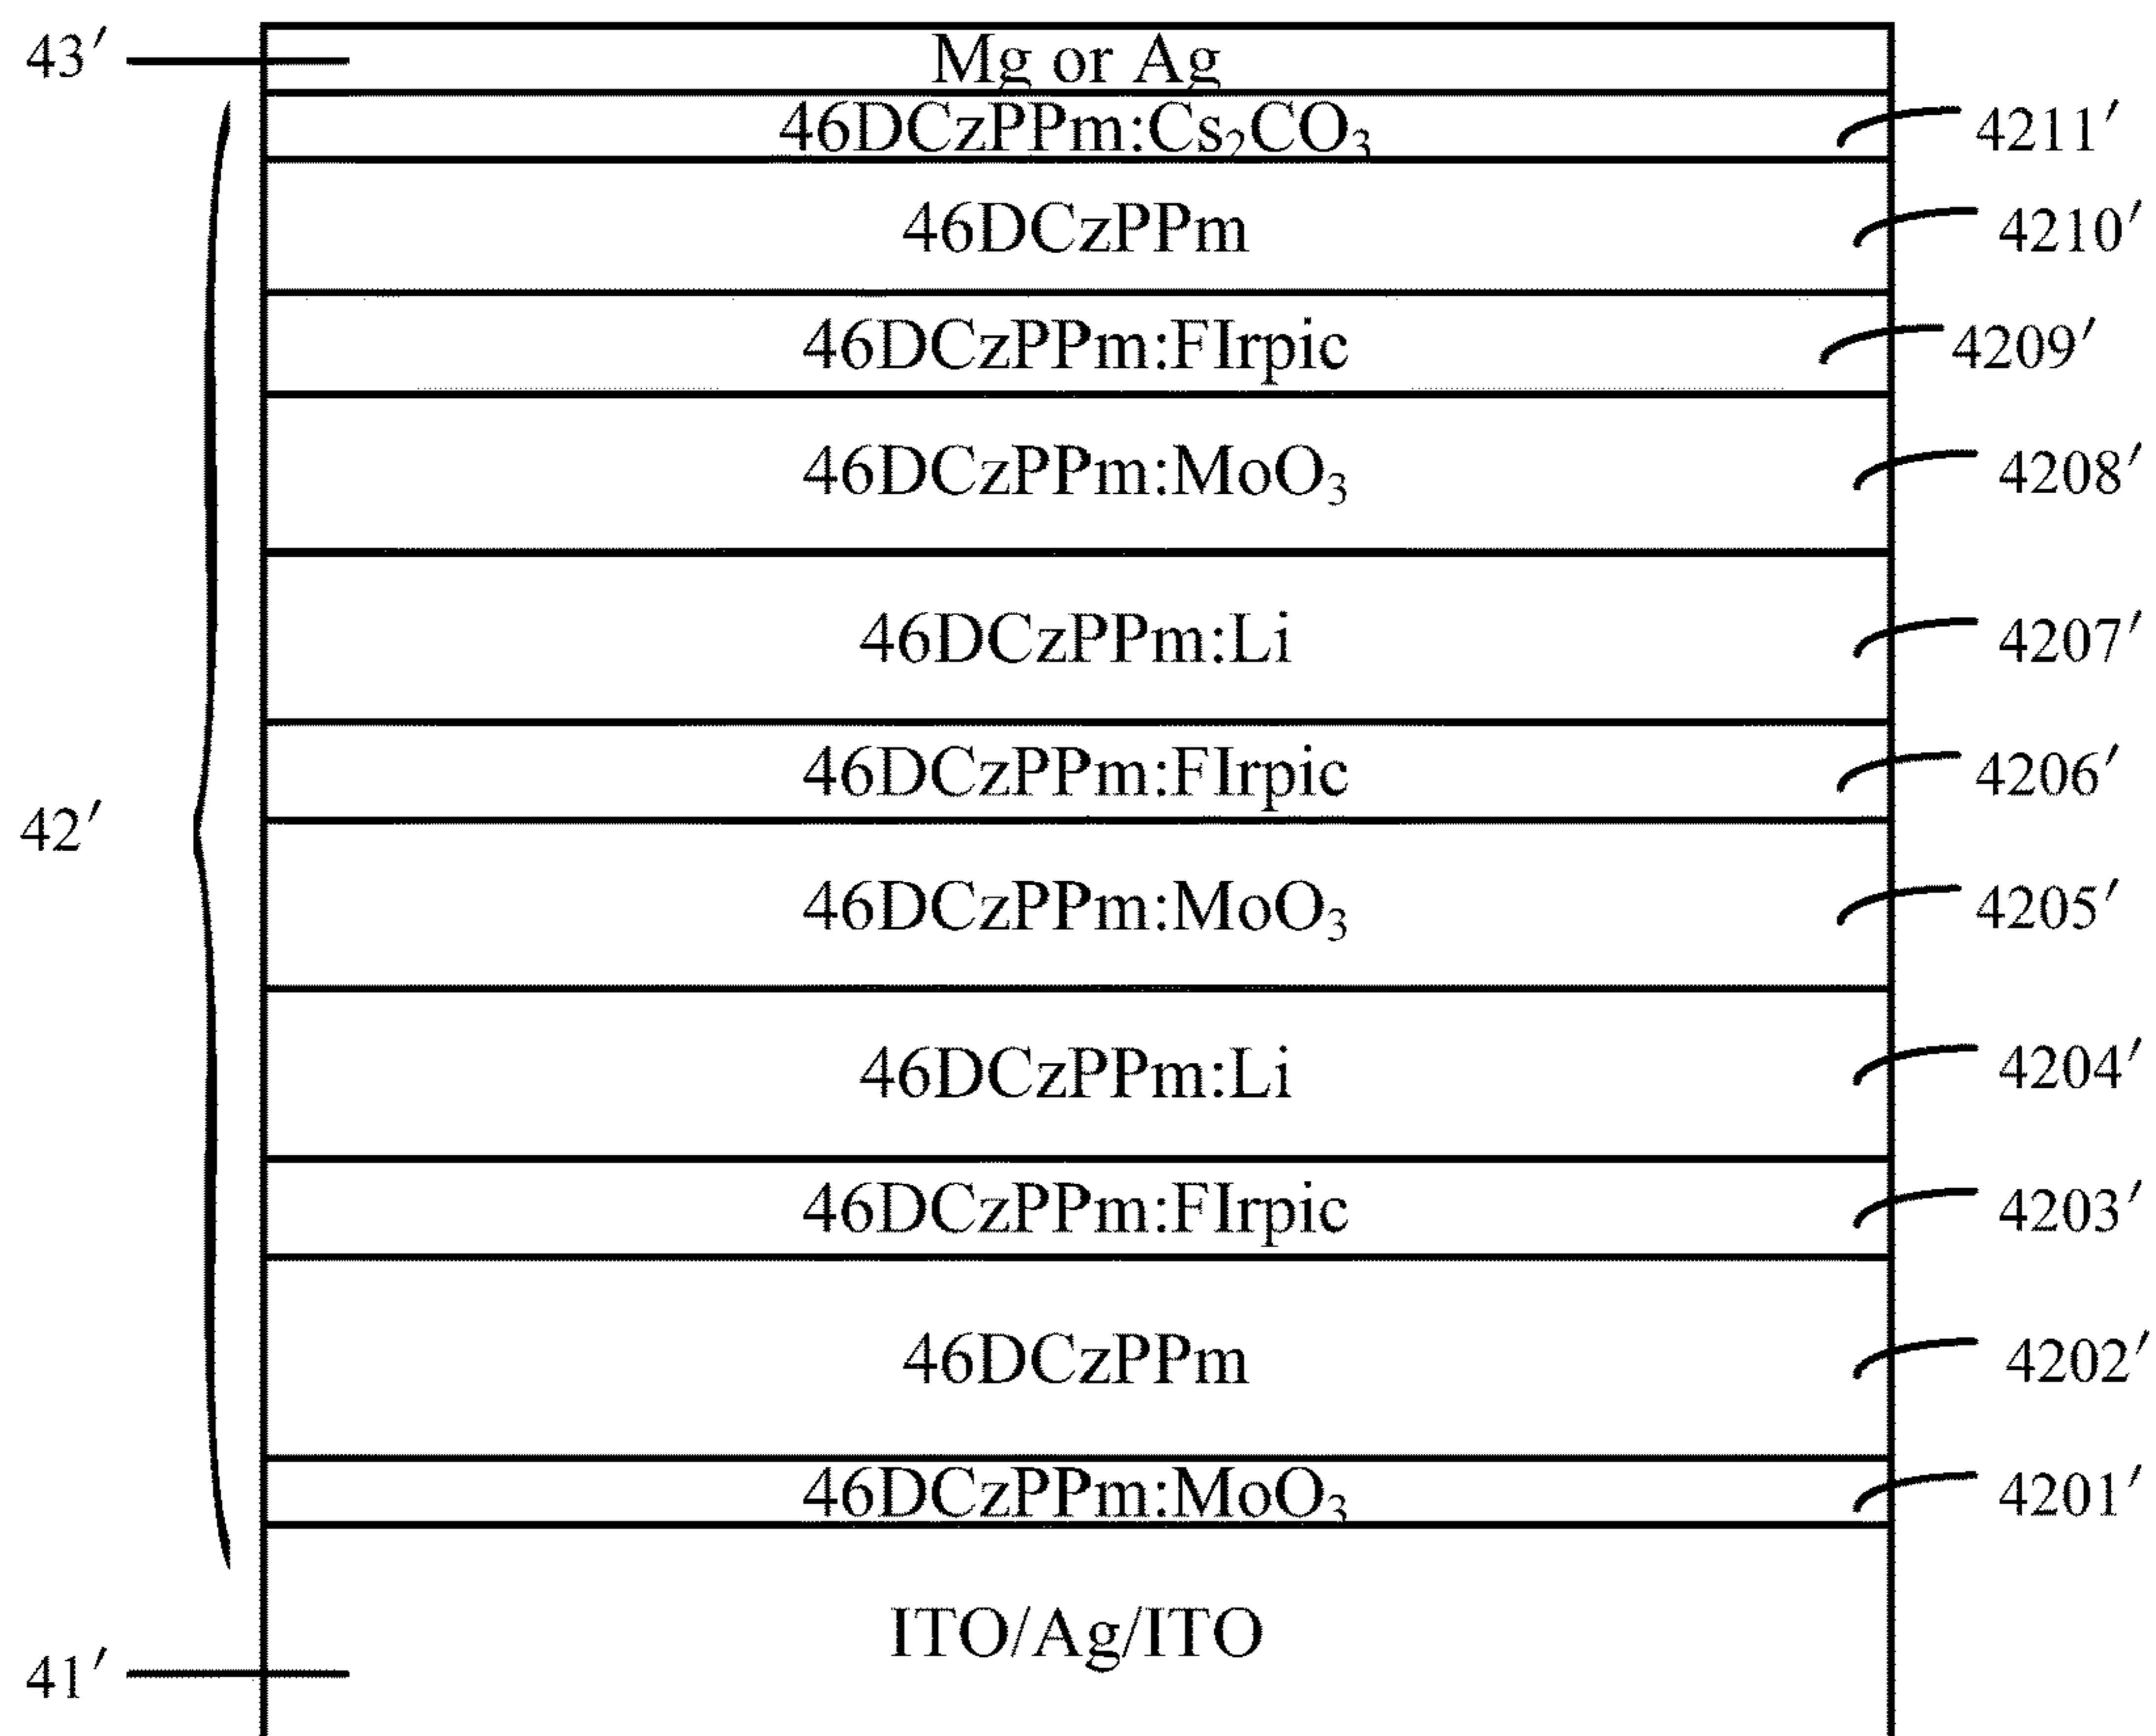 43′
Mg or Ag
46DCzPPm:Cs₂CO₃
4211′
46DCzPPm
4210′
46DCzPPm:FIrpic
4209′
46DCzPPm:MoO₃
4208′
46DCzPPm:Li
4207′
46DCzPPm:FIrpic
4206′
42′
46DCzPPm:MoO₃
4205′
46DCzPPm:Li
4204′
46DCzPPm:FIrpic
4203′
46DCzPPm
4202′
46DCzPPm:MoO₃
4201′
ITO/Ag/ITO
41′